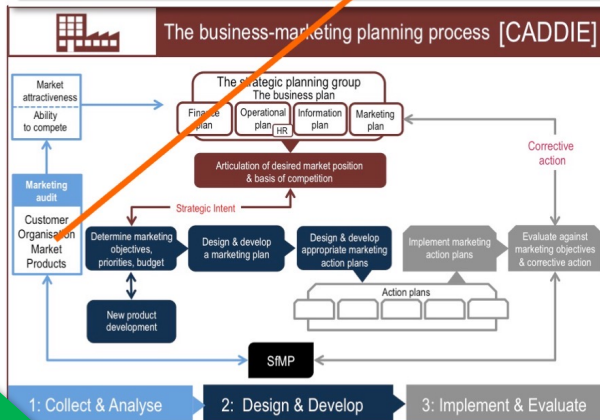 The business-marketing planning process [CADDIE]
Market
attractiveness
Ability
to compete
The strategic planning group
The business plan
Finance
plan
Operational
plan
HR
Information
plan
Marketing
plan
Articulation of desired market position
& basis of competition
Corrective
action
Marketing
audit
Customer
Organisation
Market
Products
Strategic Intent
Determine marketing
objectives,
priorities, budget
Design & develop
a marketing plan
Design & develop
appropriate marketing
action plans
Implement marketing
action plans
Evaluate against
marketing objectives
& corrective action
Action plans
New product
development
SfMP
1: Collect & Analyse
2: Design & Develop
3: Implement & Evaluate